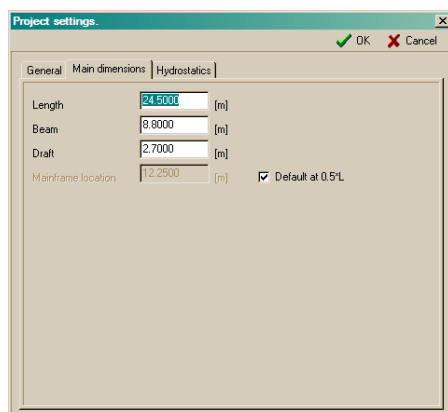 Project settings.
OK Cancel
General Main dimensions Hydrostatics
Length 24.5000 [m]
Beam 8.8000 [m]
Draft 2.7000 [m]
Mainframe location 12.2500 [m] Default at 0.5*L